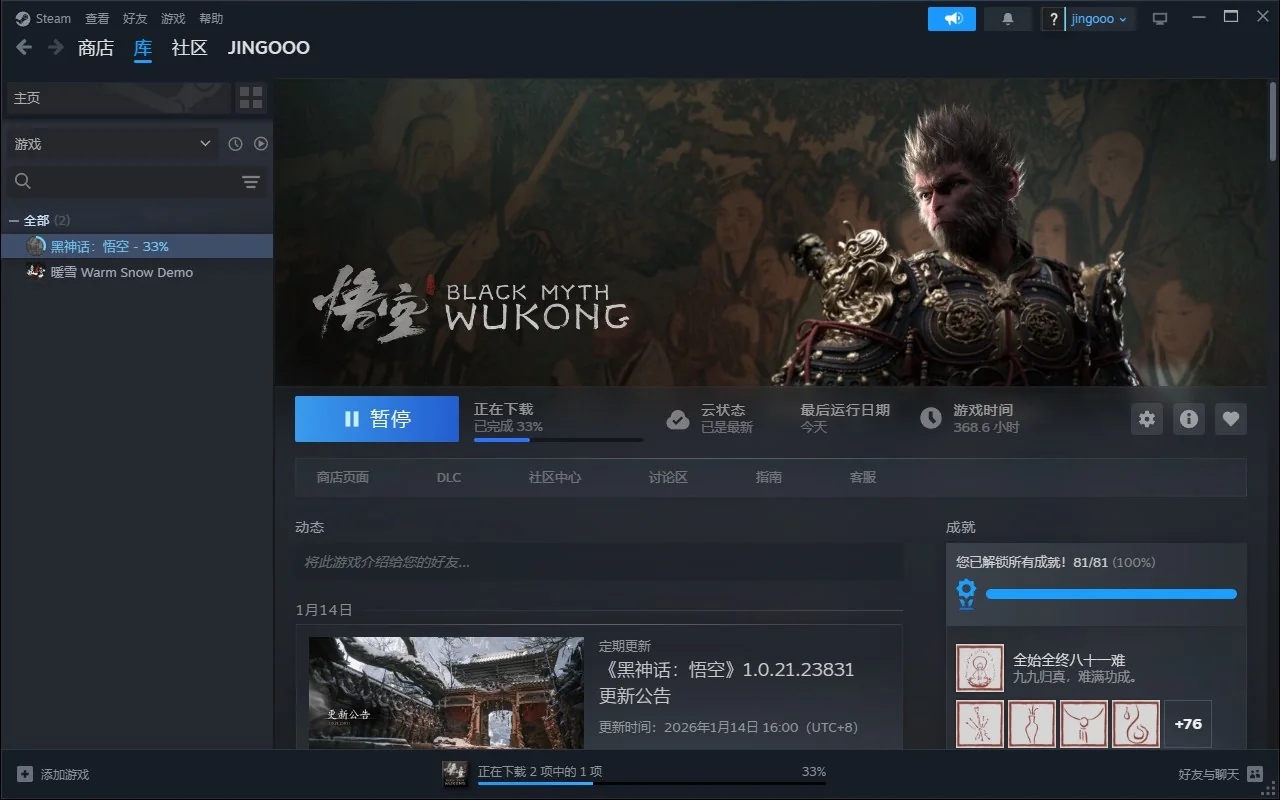 Steam 查看 好友 游戏 帮助
? jingooo
商店 库 社区 JINGOOO
主页
游戏
全部 (2)
黑神话：悟空 - 33%
暖雪 Warm Snow Demo
悟空 BLACK MYTH
WUKONG
暂停
正在下载
已完成 33%
云状态
已是最新
最后运行日期
今天
游戏时间
368.6 小时
商店页面 DLC 社区中心 讨论区 指南 客服
动态
将此游戏介绍给您的好友...
1月14日
更新公告
定期更新
《黑神话：悟空》1.0.21.23831
更新公告
更新时间：2026年1月14日 16:00（UTC+8）
成就
您已解锁所有成就！81/81 (100%)
全始全终八十一难
九九归真，难满功成。
+76
添加游戏
正在下载 2 项中的 1 项 33%
好友与聊天